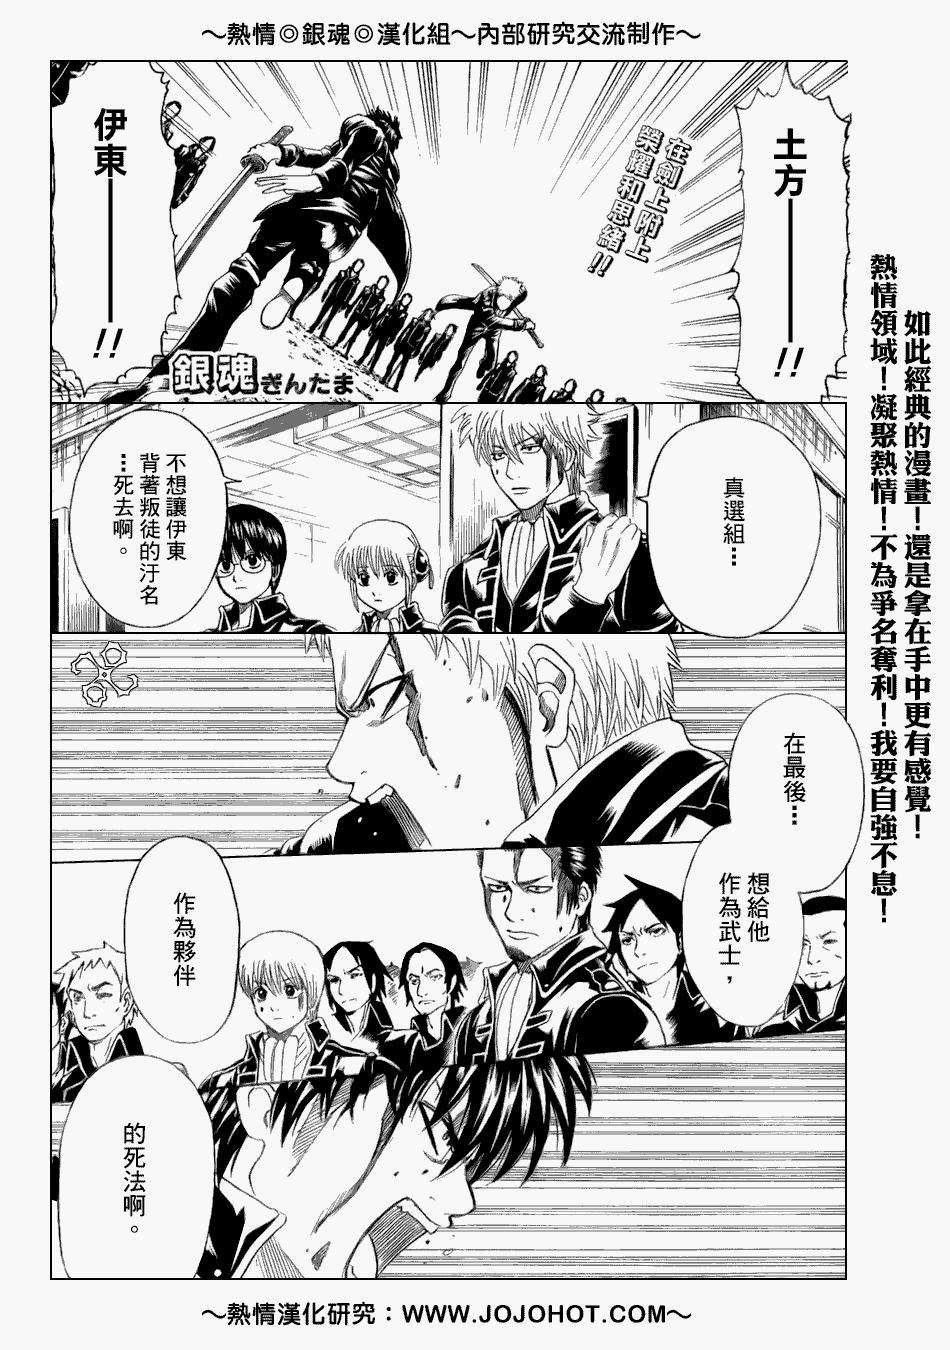 ～熱情◎銀魂◎漢化組～內部研究交流制作～
土方——!!
在劍上附上
榮耀和思緒!!
伊東——!!
銀魂ぎんたま
真選組…
不想讓伊東
背著叛徒的汙名
…死去啊。
在最後…
想給他
作為武士，
作為夥伴
的死法啊。
如此經典的漫畫！還是拿在手中更有感覺！
熱情領域！凝聚熱情！不為爭名奪利！我要自強不息！
～熱情漢化研究：WWW.JOJOHOT.COM～